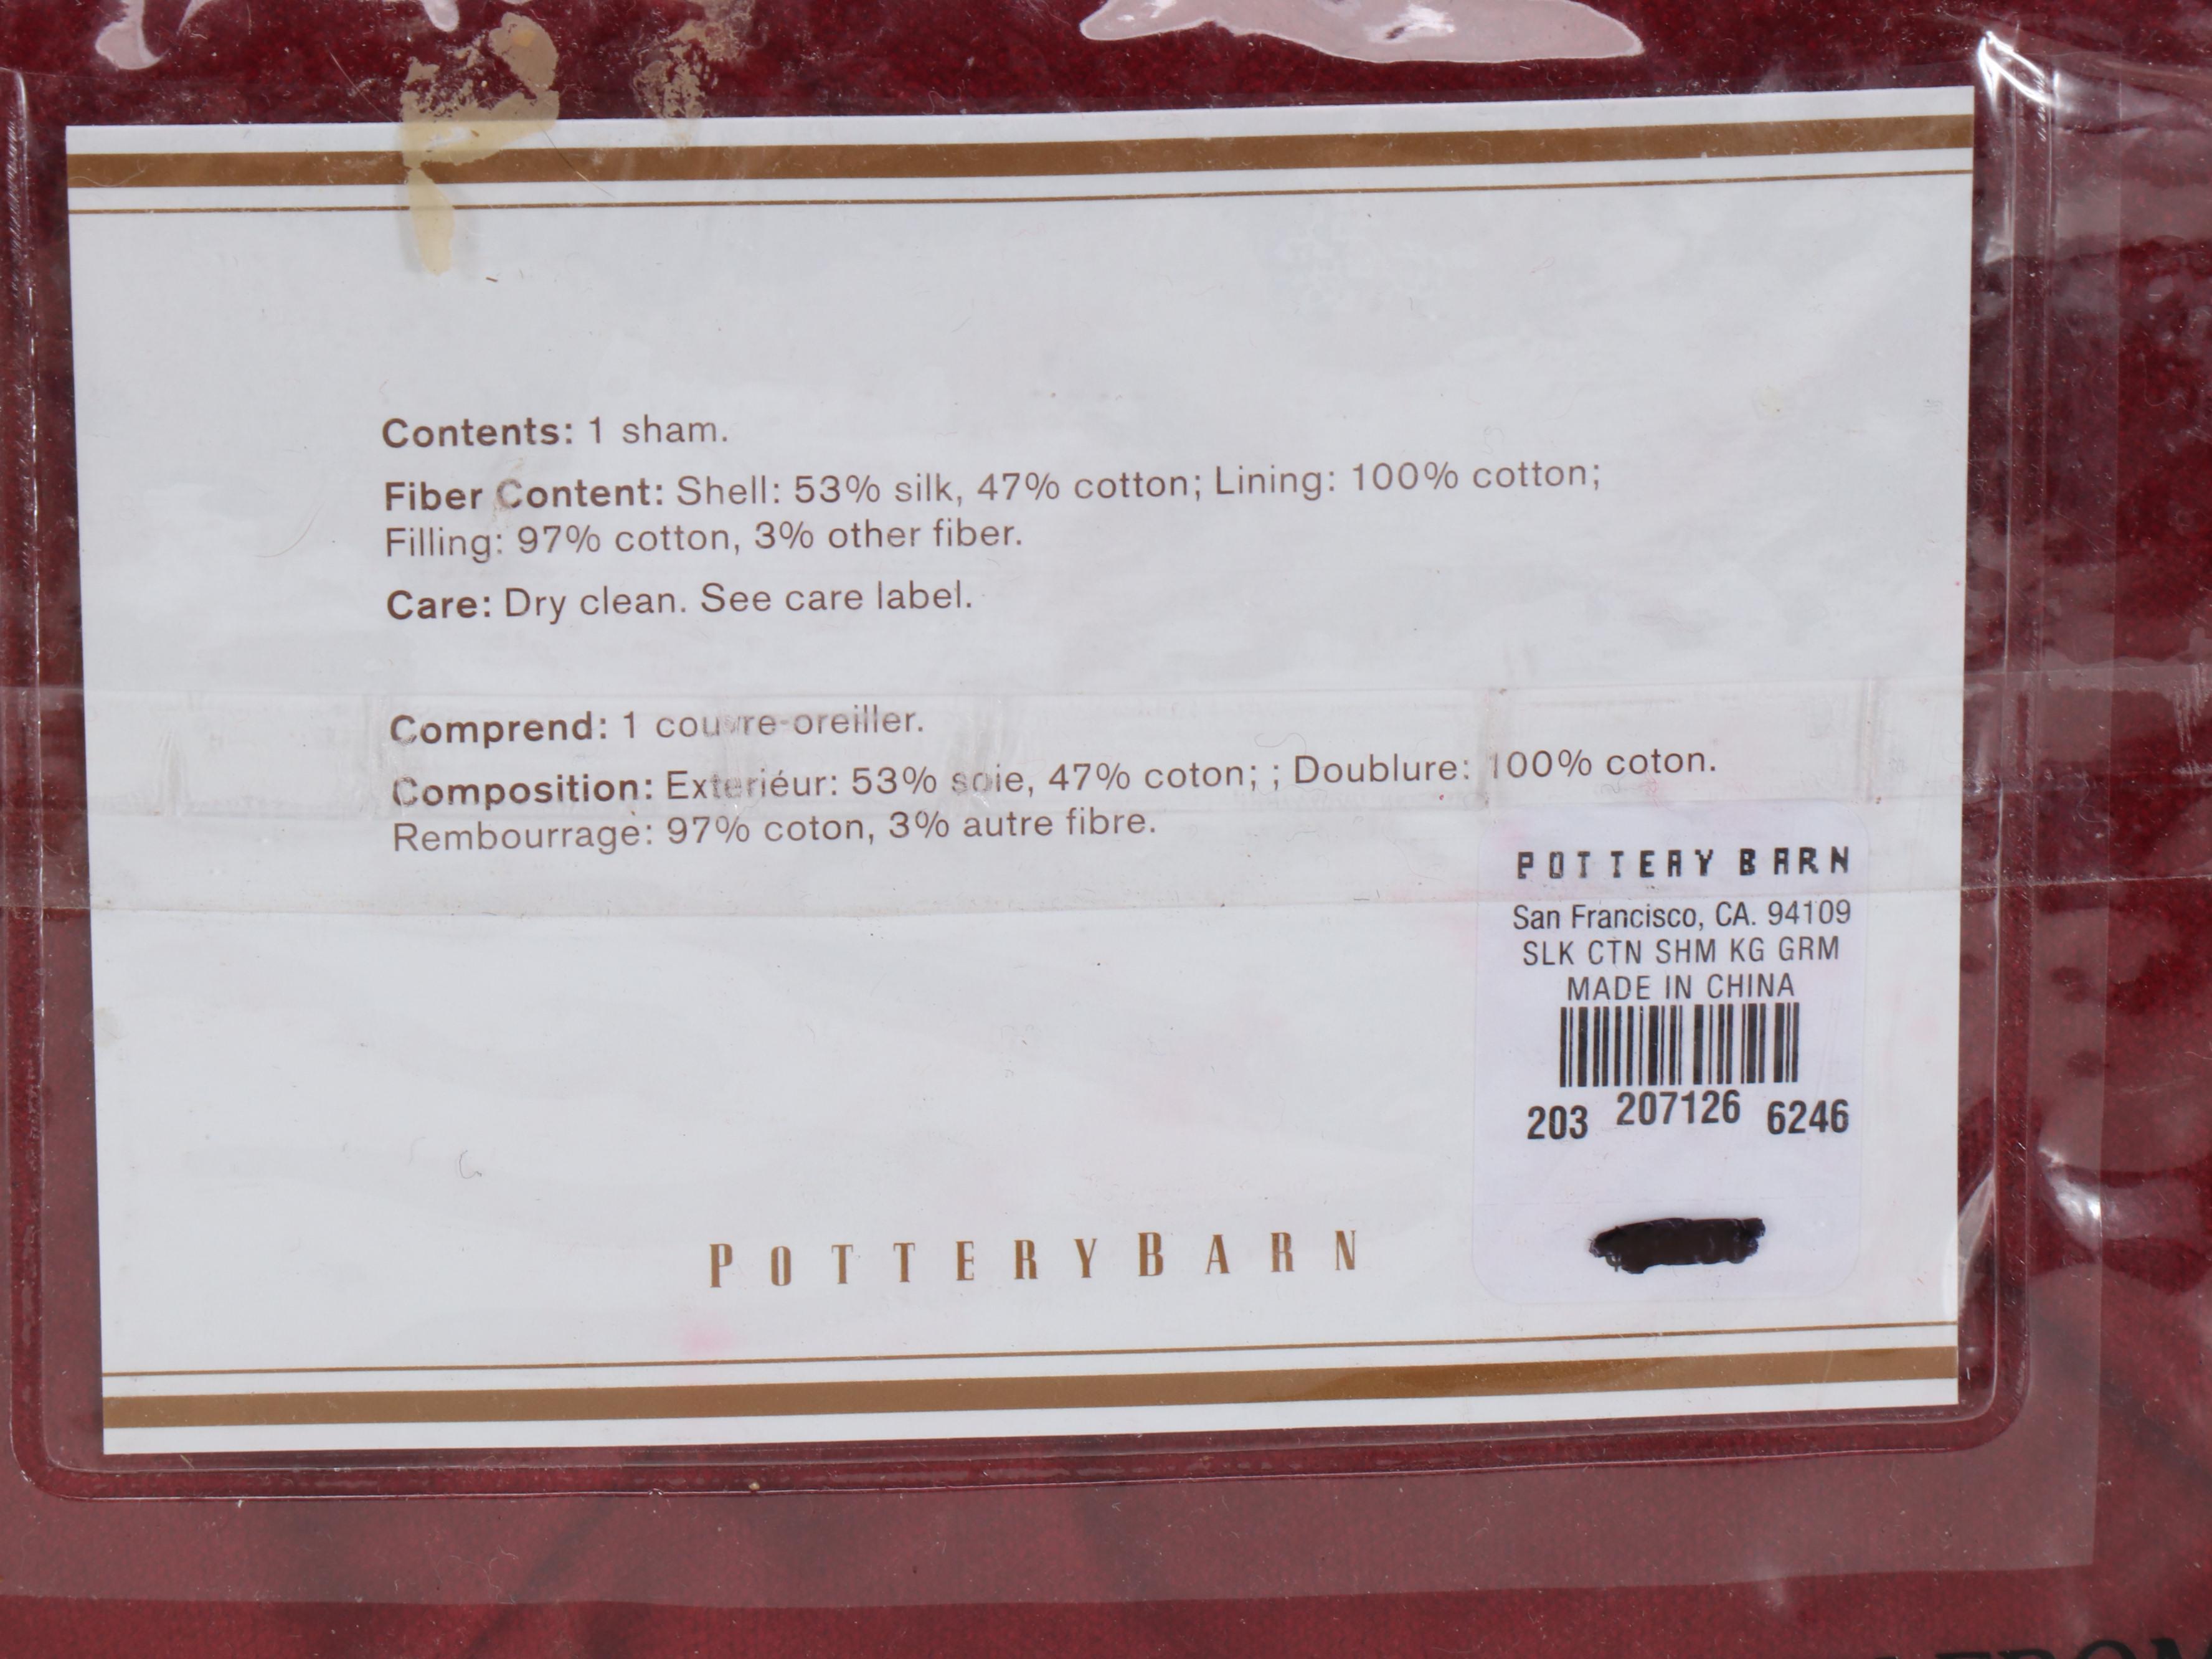 Contents: 1 sham.
Fiber Content: Shell: 53% silk, 47% cotton; Lining: 100% cotton;
Filling: 97% cotton, 3% other fiber.
Care: Dry clean. See care label.
Comprend: 1 couvre-oreiller.
Composition: Exteriéur: 53% soie, 47% coton; ; Doublure: 100% coton.
Rembourrage: 97% coton, 3% autre fibre.
POTTERY BARN
San Francisco, CA. 94109
SLK CTN SHM KG GRM
MADE IN CHINA
203 207126 6246
POTTERYBARN